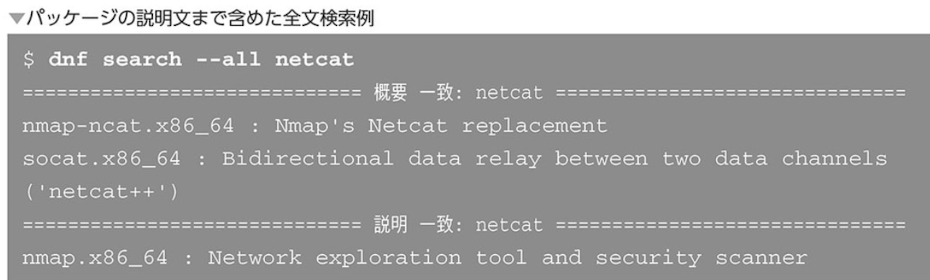 ▼パッケージの説明文まで含めた全文検索例
$ dnf search --all netcat
============================== 概要 一致: netcat ===============================
nmap-ncat.x86_64 : Nmap's Netcat replacement
socat.x86_64 : Bidirectional data relay between two data channels
('netcat++')
============================== 説明 一致: netcat ===============================
nmap.x86_64 : Network exploration tool and security scanner